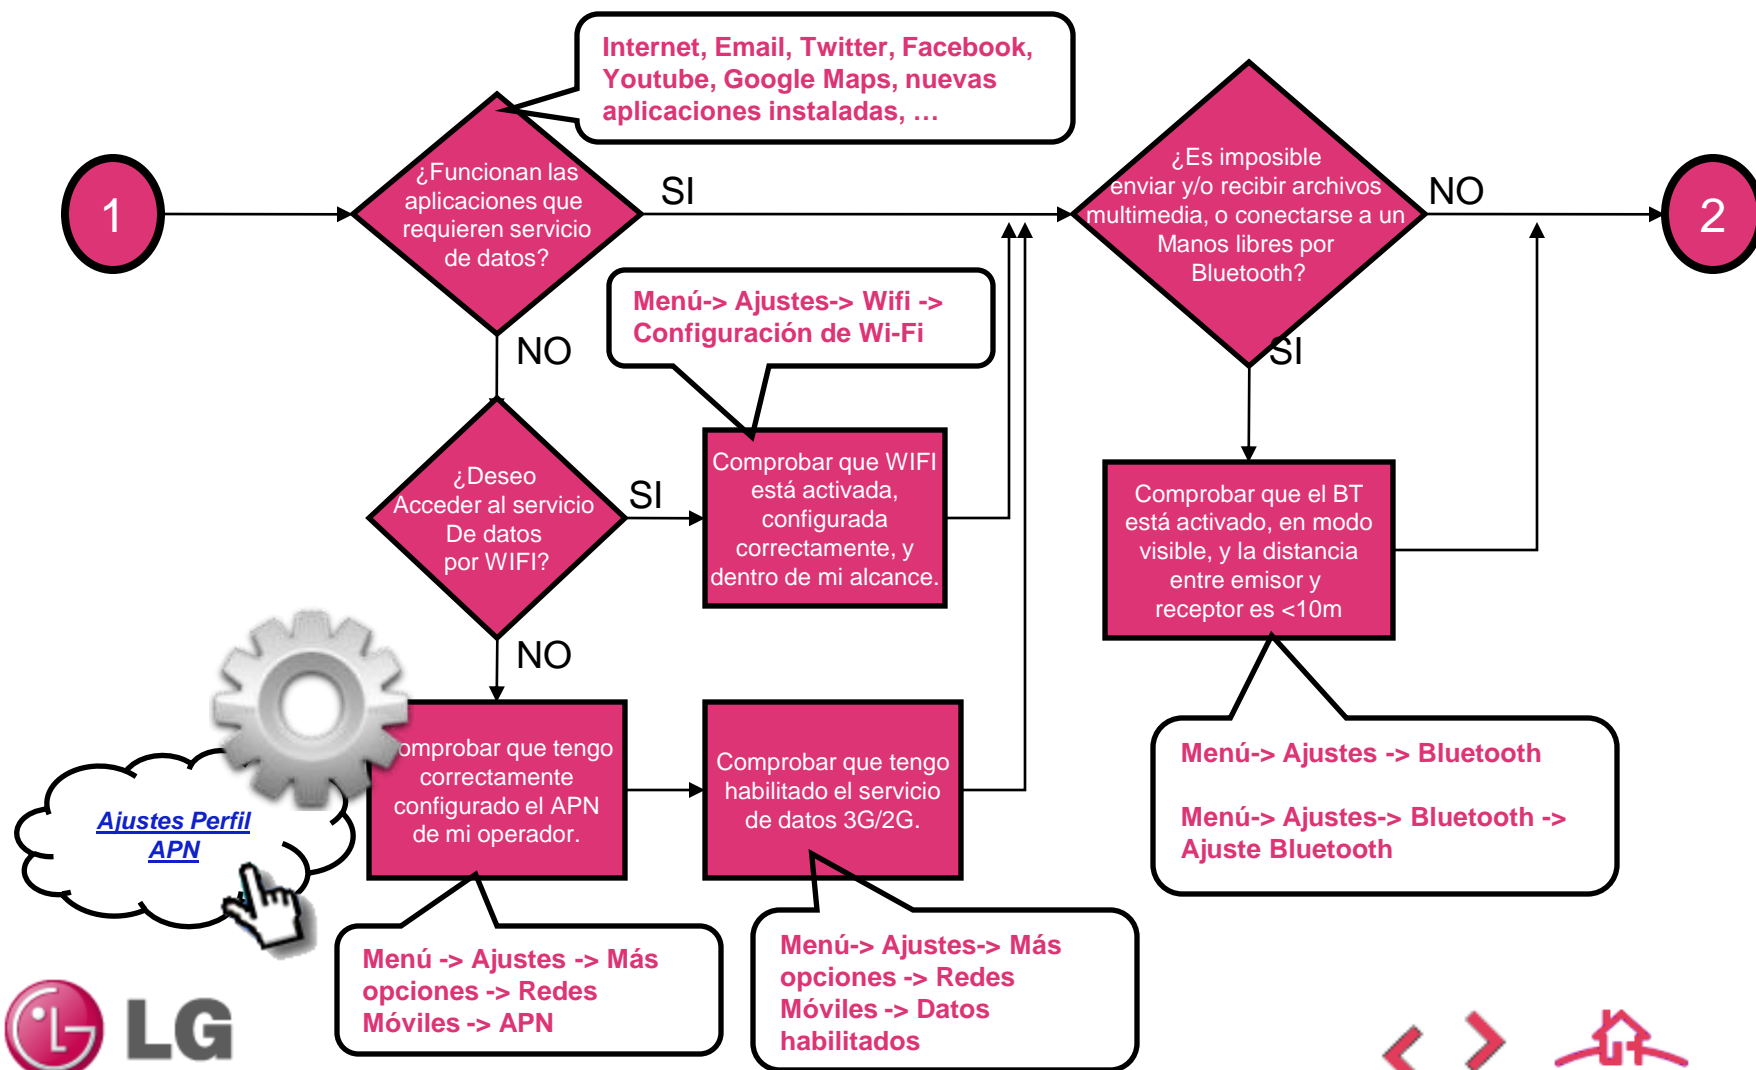 Internet, Email, Twitter, Facebook,
Youtube, Google Maps, nuevas
aplicaciones instaladas, …
1
¿Funcionan las
aplicaciones que
requieren servicio
de datos?
SI
¿Es imposible
enviar y/o recibir archivos
multimedia, o conectarse a un
Manos libres por
Bluetooth?
NO
2
NO
Menú-> Ajustes-> Wifi ->
Configuración de Wi-Fi
SI
¿Deseo
Acceder al servicio
De datos
por WIFI?
SI
Comprobar que WIFI
está activada,
configurada
correctamente, y
dentro de mi alcance.
Comprobar que el BT
está activado, en modo
visible, y la distancia
entre emisor y
receptor es <10m
NO
omprobar que tengo
correctamente
configurado el APN
de mi operador.
Comprobar que tengo
habilitado el servicio
de datos 3G/2G.
Menú-> Ajustes -> Bluetooth
Menú-> Ajustes-> Bluetooth ->
Ajuste Bluetooth
Ajustes Perfil
APN
Menú -> Ajustes -> Más
opciones -> Redes
Móviles -> APN
Menú-> Ajustes-> Más
opciones -> Redes
Móviles -> Datos
habilitados
LG